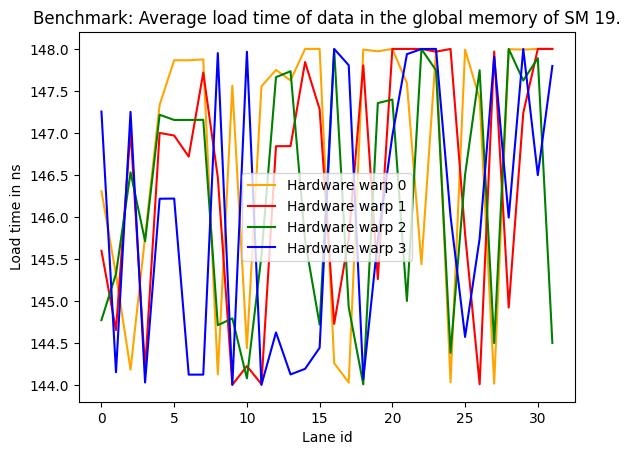 Benchmark: Average load time of data in the global memory of SM 19.
148.0
147.5
147.0
146.5
146.0
145.5
145.0
144.5
144.0
Load time in ns
Hardware warp 0
Hardware warp 1
Hardware warp 2
Hardware warp 3
0 5 10 15 20 25 30
Lane id